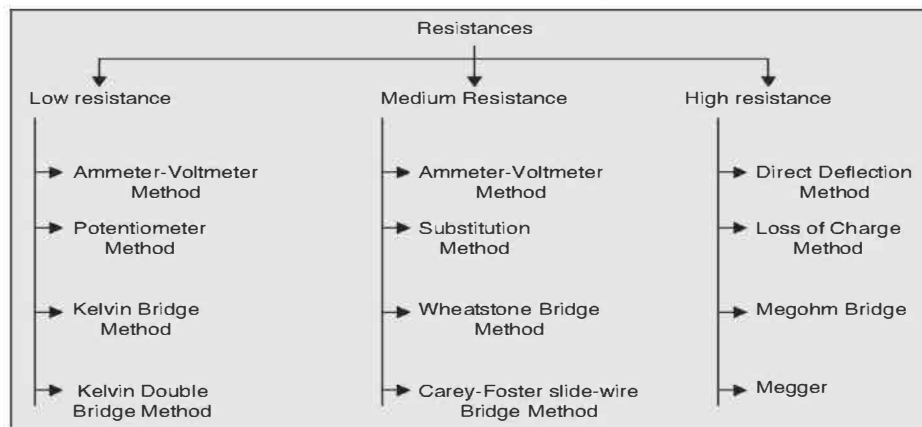 Resistances
Low resistance
Ammeter-Voltmeter
Method
Potentiometer
Method
Kelvin Bridge
Method
Kelvin Double
Bridge Method
Medium Resistance
Ammeter-Voltmeter
Method
Substitution
Method
Wheatstone Bridge
Method
Carey-Foster slide-wire
Bridge Method
High resistance
Direct Deflection
Method
Loss of Charge
Method
Megohm Bridge
Megger